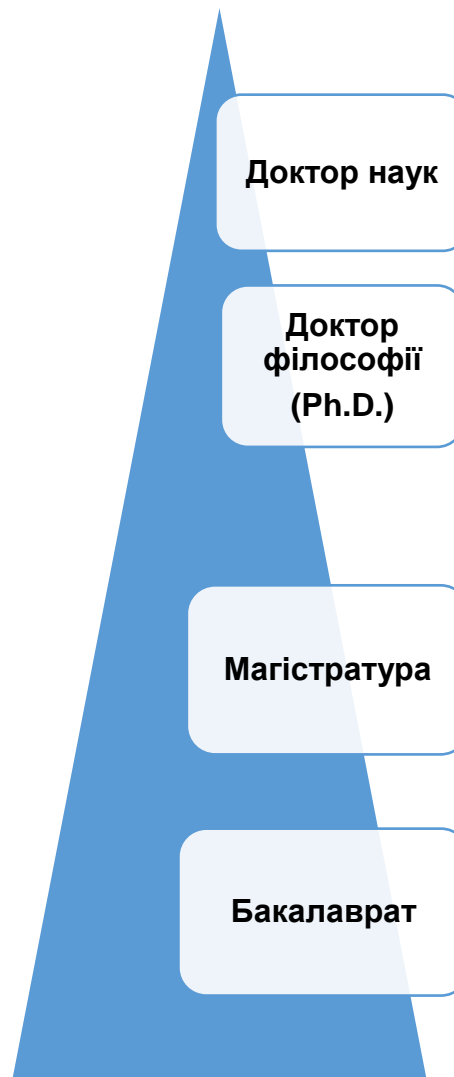 Доктор наук
Доктор
філософії
(Ph.D.)
Магістратура
Бакалаврат